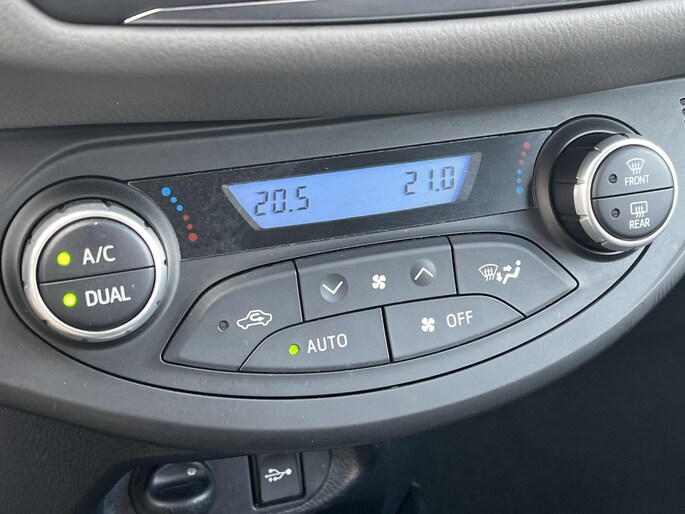 20.5 21.0
A/C
DUAL
FRONT
REAR
AUTO
OFF